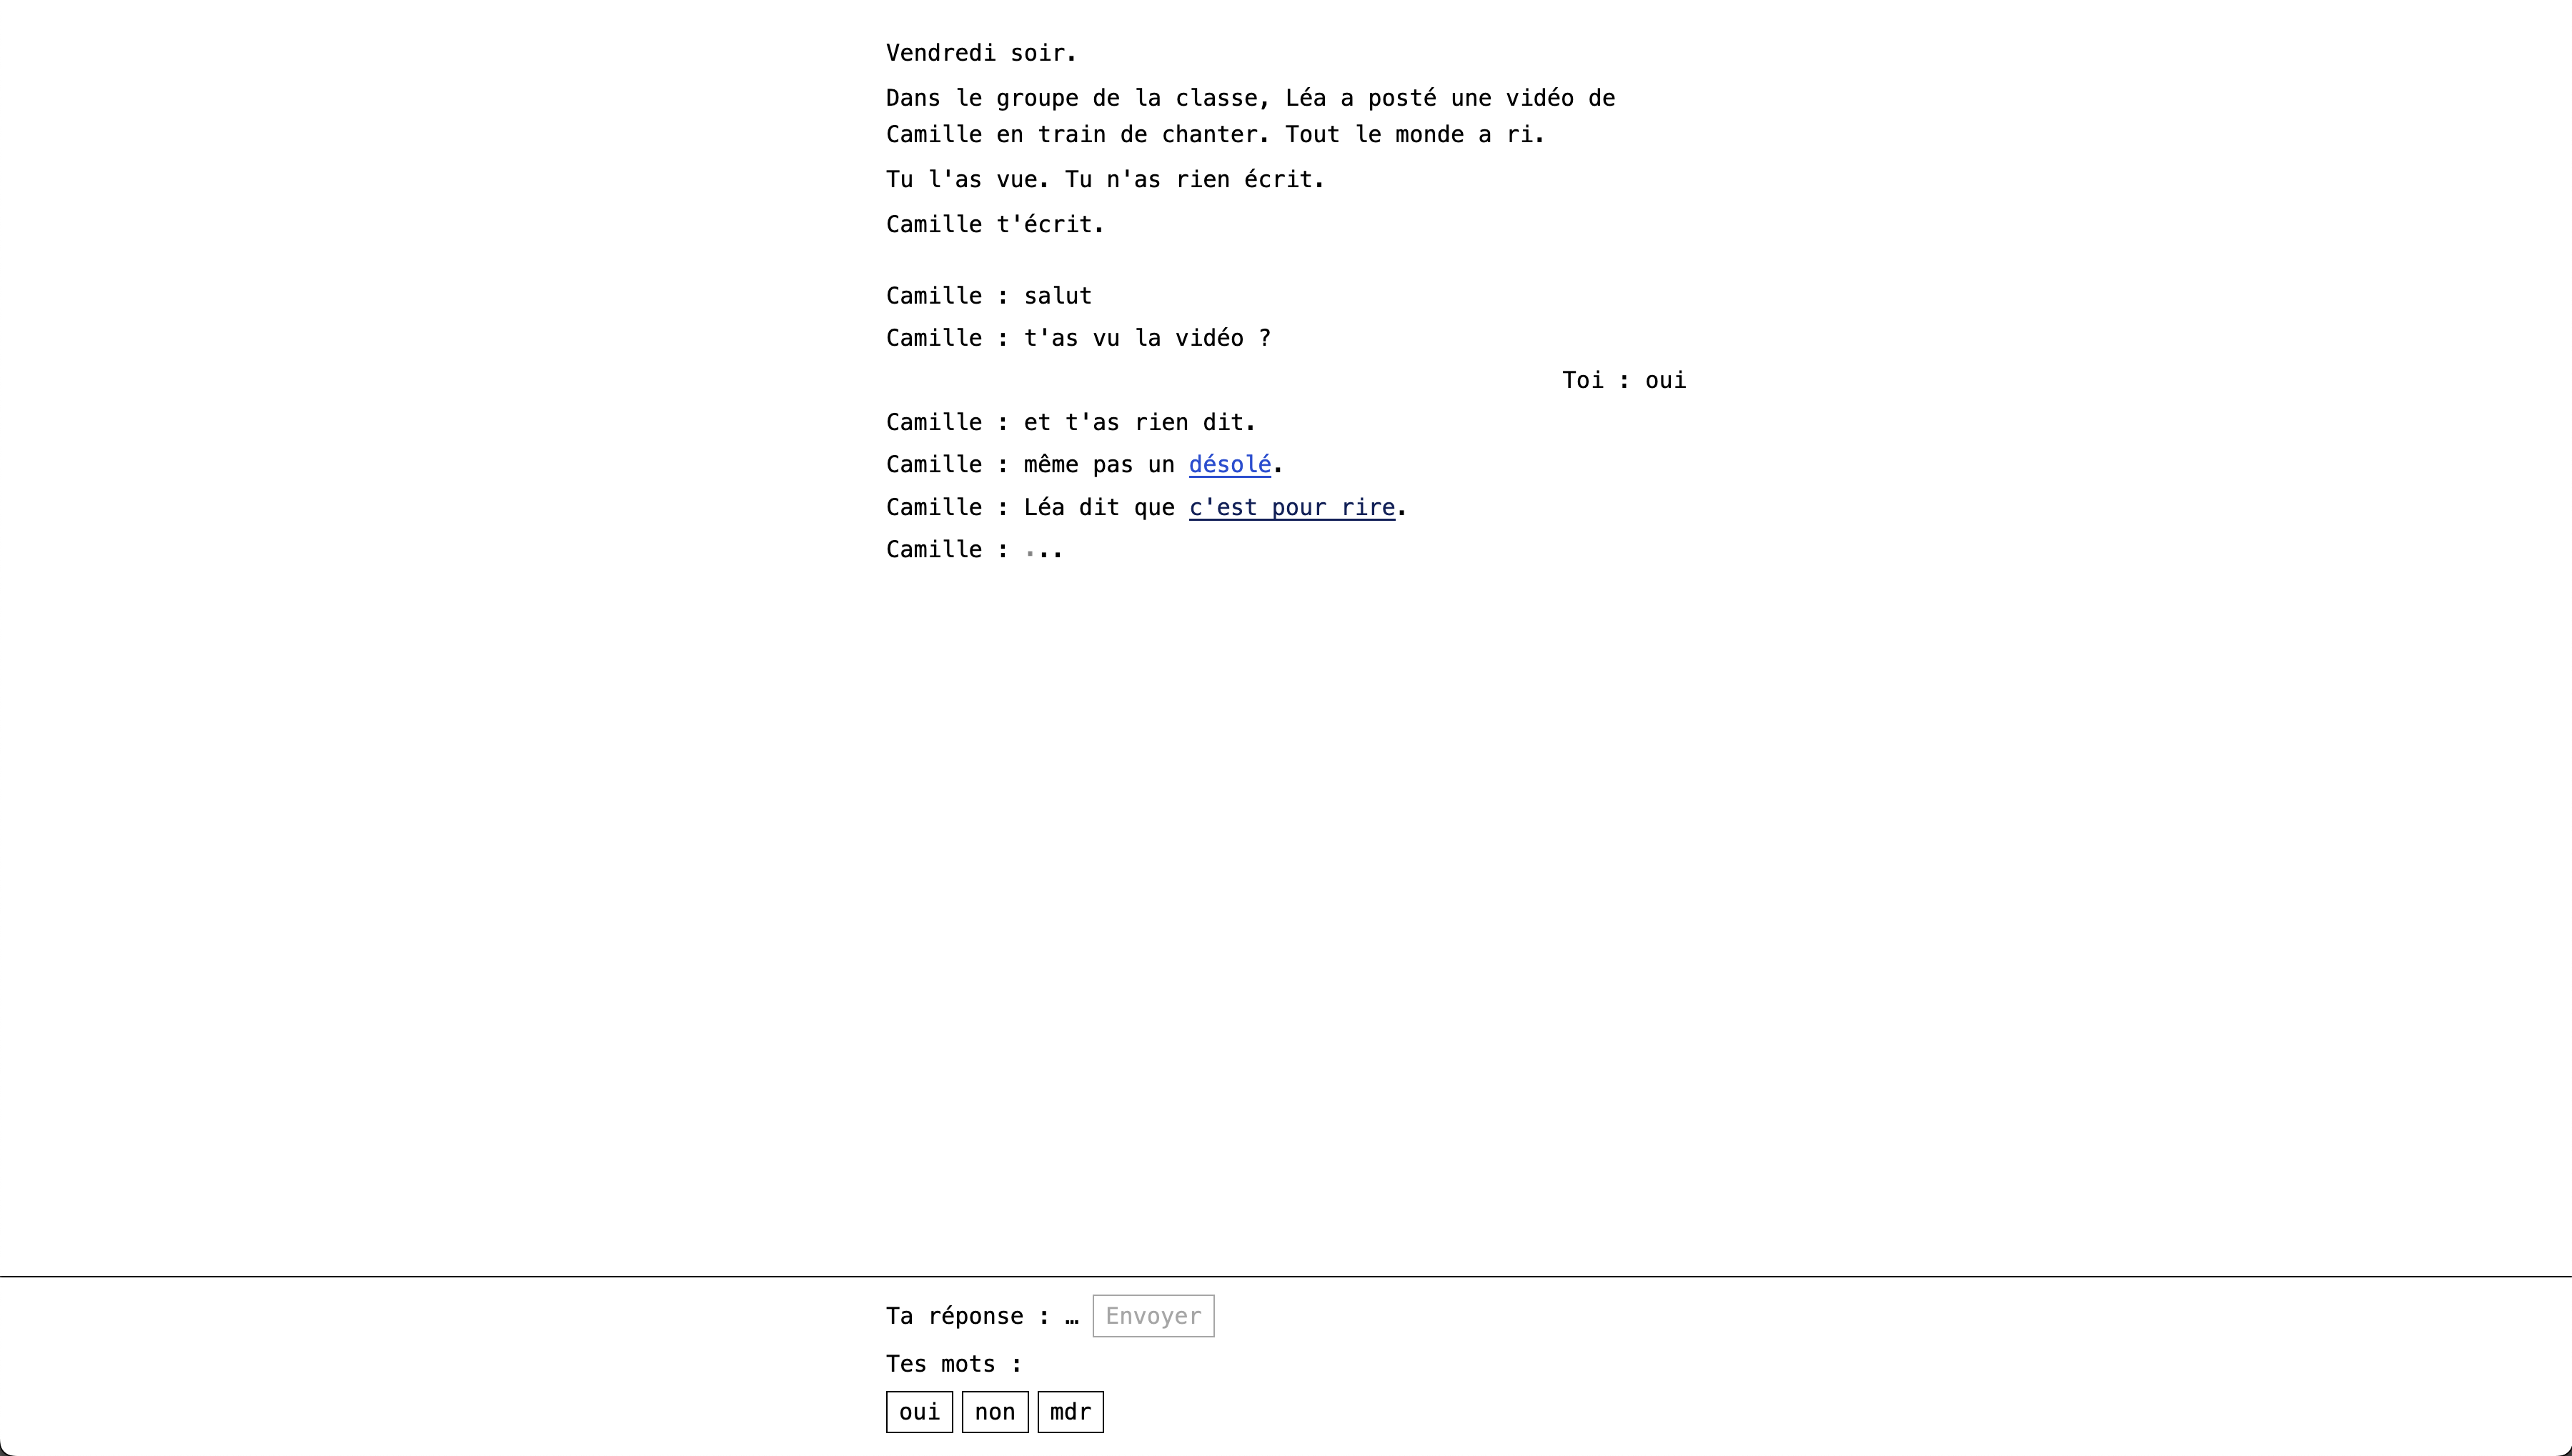 Vendredi soir.
Dans le groupe de la classe, Léa a posté une vidéo de
Camille en train de chanter. Tout le monde a ri.
Tu l'as vue. Tu n'as rien écrit.
Camille t'écrit.
Camille : salut
Camille : t'as vu la vidéo ?
Toi : oui
Camille : et t'as rien dit.
Camille : même pas un désolé.
Camille : Léa dit que c'est pour rire.
Camille : ...
Ta réponse : … Envoyer
Tes mots :
oui non mdr